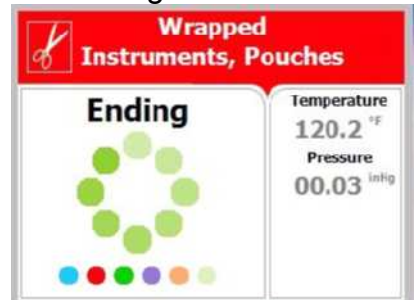 Wrapped
Instruments, Pouches
Ending
Temperature
120.2 °F
Pressure
00.03 inHg